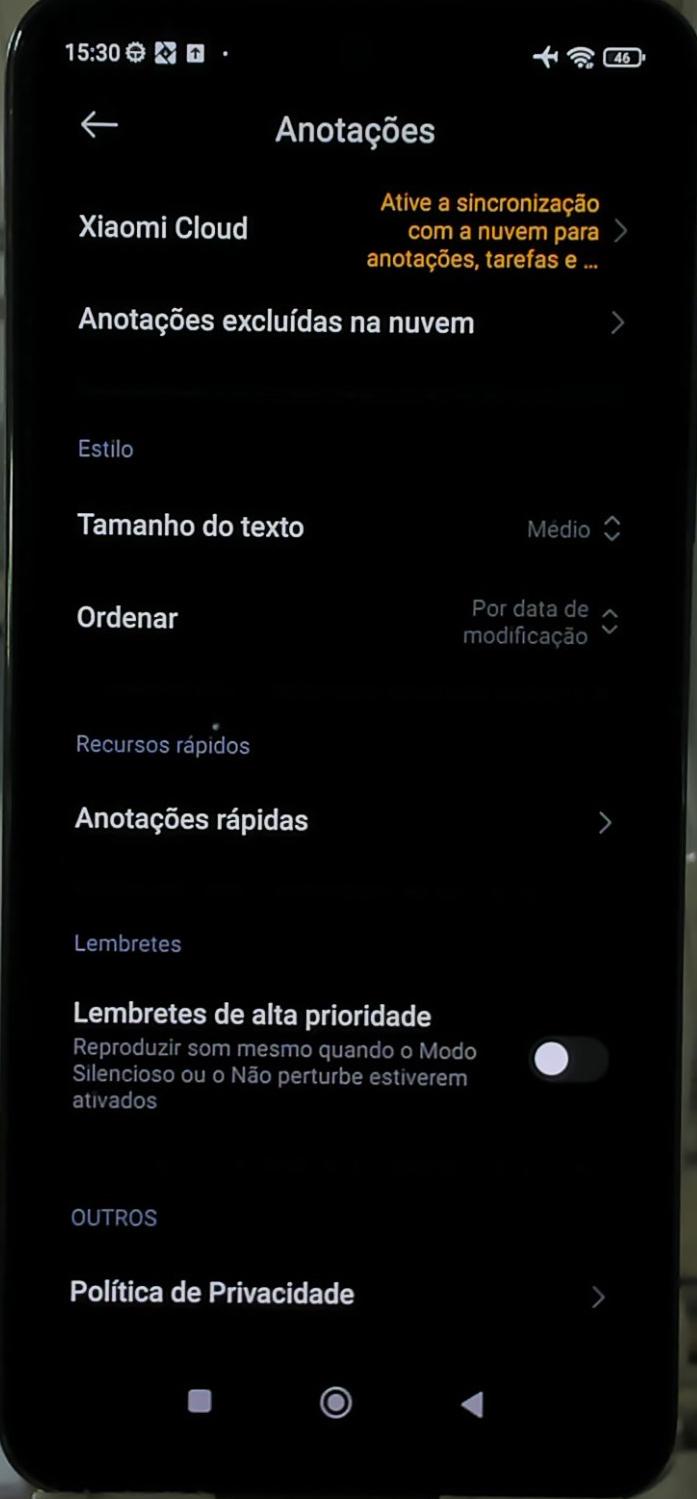 15:30
46
Anotações
Xiaomi Cloud
Ative a sincronização
com a nuvem para
anotações, tarefas e ...
Anotações excluídas na nuvem
Estilo
Tamanho do texto
Médio
Ordenar
Por data de
modificação
Recursos rápidos
Anotações rápidas
Lembretes
Lembretes de alta prioridade
Reproduzir som mesmo quando o Modo
Silencioso ou o Não perturbe estiverem
ativados
OUTROS
Política de Privacidade